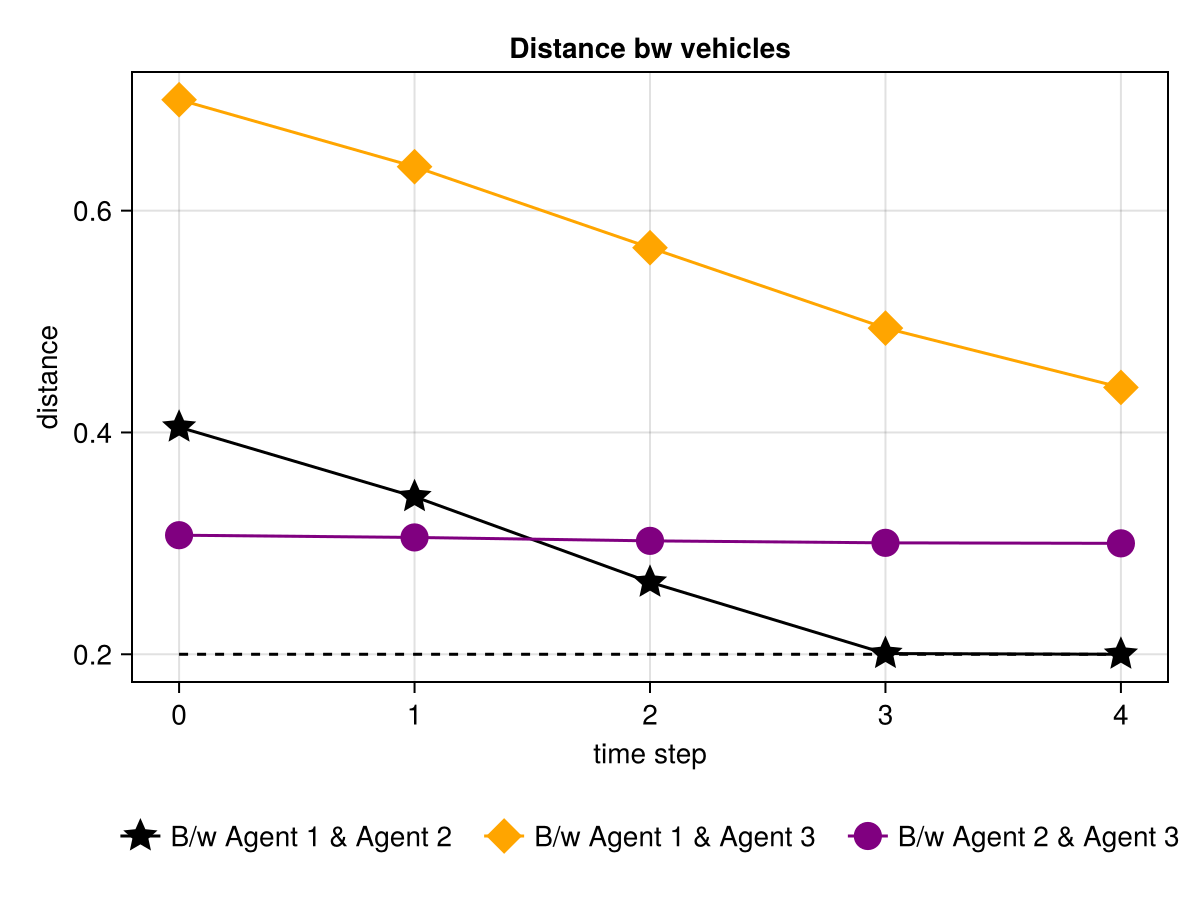 Distance bw vehicles
distance
0.6
0.4
0.2
0 1 2 3 4
time step
B/w Agent 1 & Agent 2 B/w Agent 1 & Agent 3 B/w Agent 2 & Agent 3